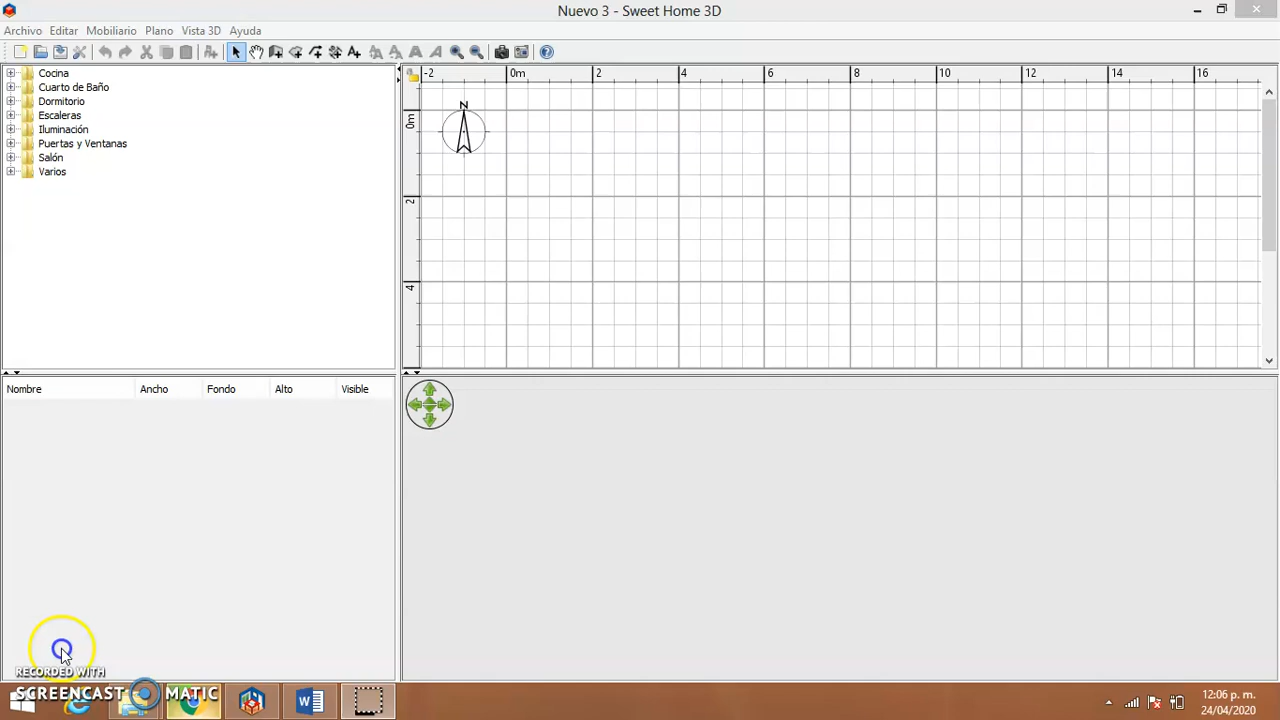 Nuevo 3 - Sweet Home 3D
Archivo Editar Mobiliario Plano Vista 3D Ayuda
Cocina
Cuarto de Baño
Dormitorio
Escaleras
Iluminación
Puertas y Ventanas
Salón
Varios
-2 0m 2 4 6 8 10 12 14 16
N
0m
2
4
Nombre Ancho Fondo Alto Visible
RECORDED WITH
SCREENCAST MATIC
12:06 p. m.
24/04/2020